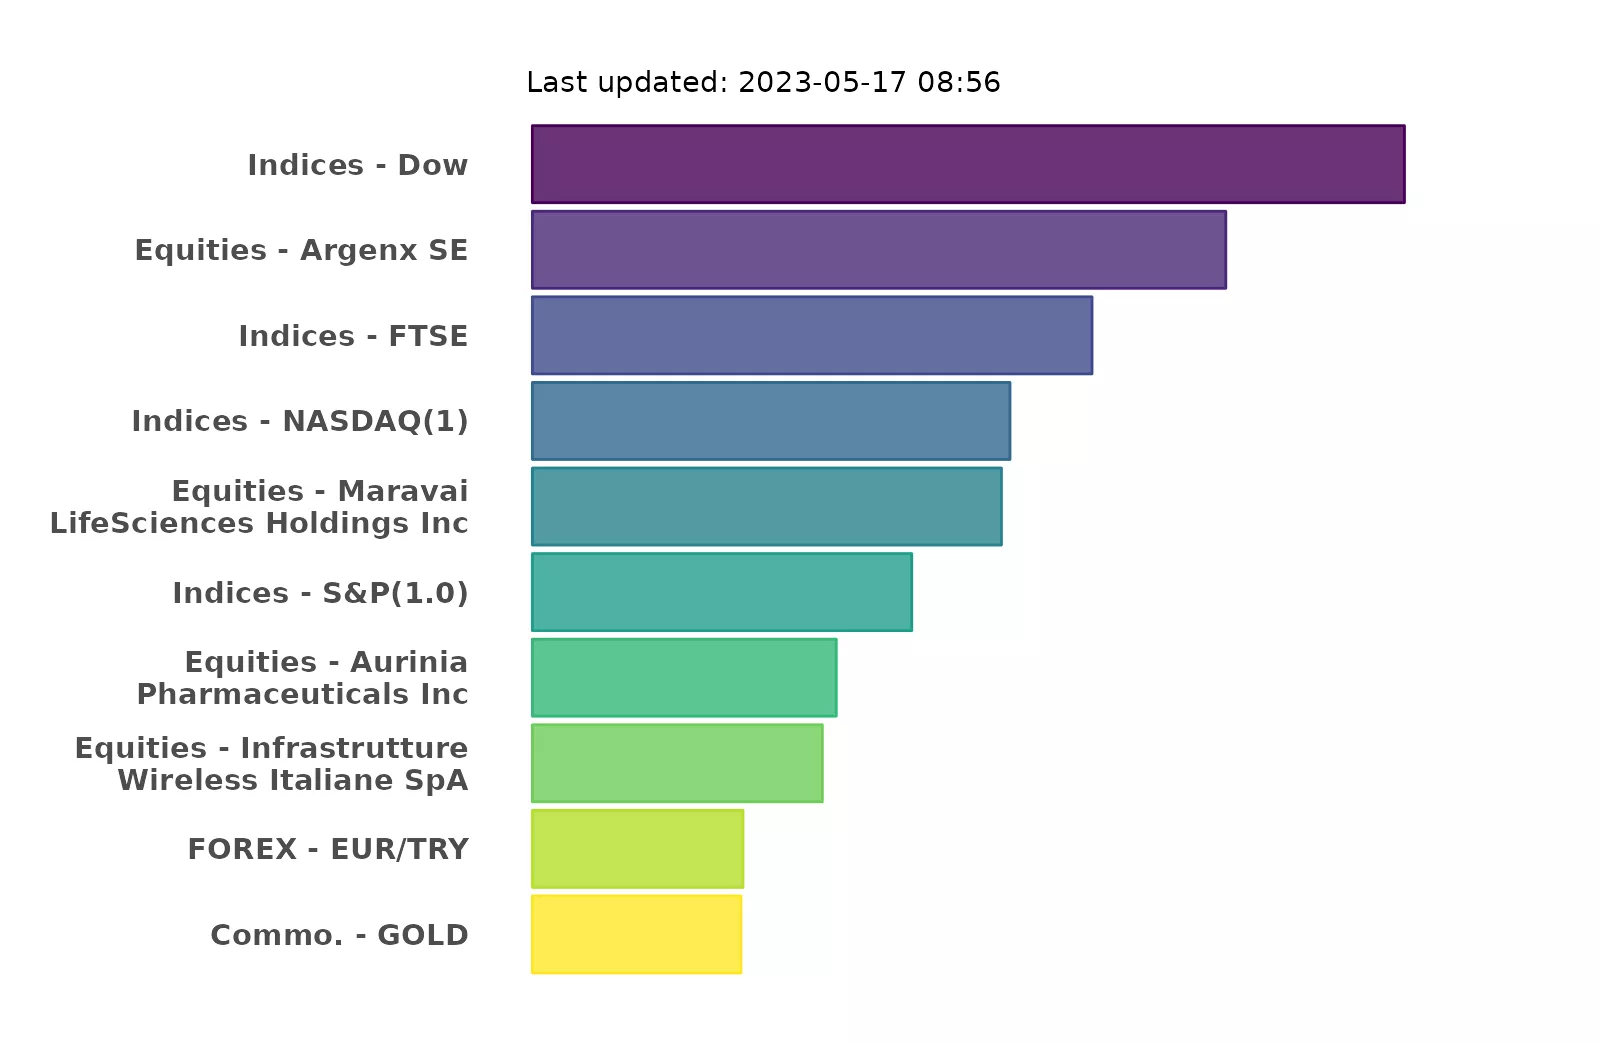 Last updated: 2023-05-17 08:56
Indices - Dow
Equities - Argenx SE
Indices - FTSE
Indices - NASDAQ(1)
Equities - Maravai
LifeSciences Holdings Inc
Indices - S&P(1.0)
Equities - Aurinia
Pharmaceuticals Inc
Equities - Infrastrutture
Wireless Italiane SpA
FOREX - EUR/TRY
Commo. - GOLD